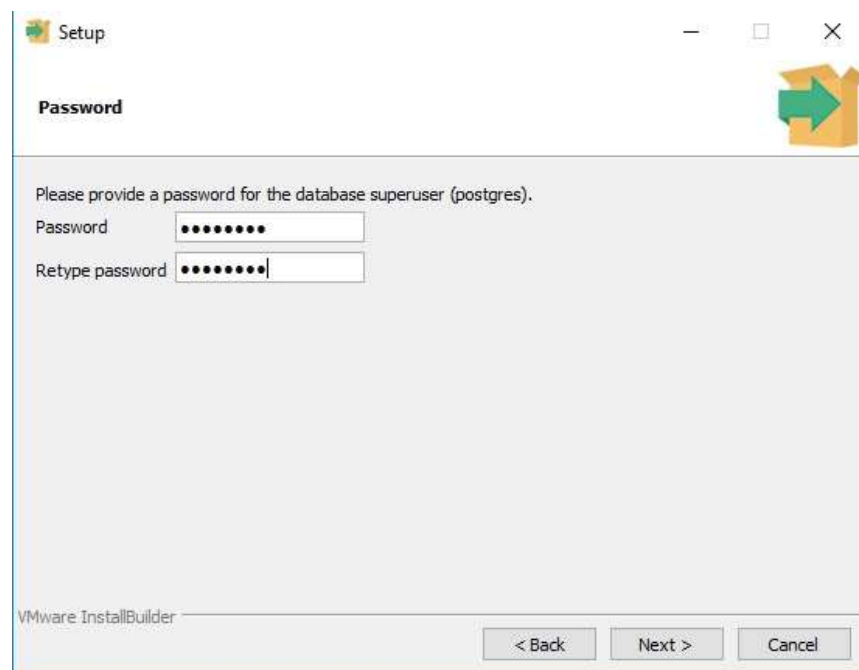 Setup
Password
Please provide a password for the database superuser (postgres).
Password ••••••••
Retype password ••••••••
VMware InstallBuilder
< Back Next > Cancel